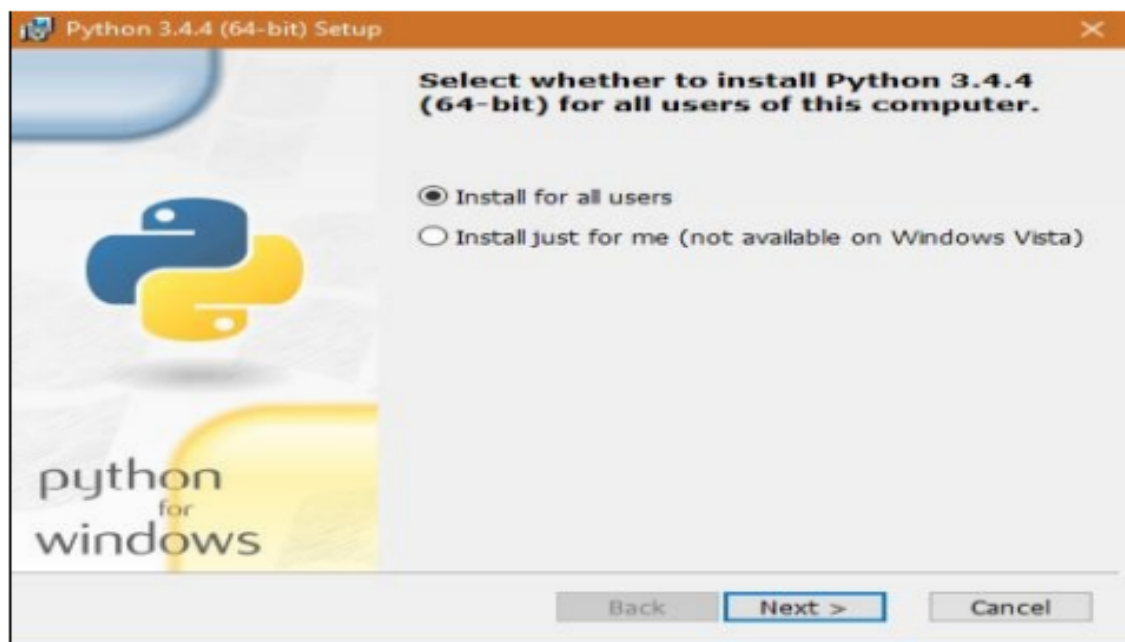 Python 3.4.4 (64-bit) Setup
Select whether to install Python 3.4.4
(64-bit) for all users of this computer.
Install for all users
Install just for me (not available on Windows Vista)
python
for
windows
Back
Next >
Cancel